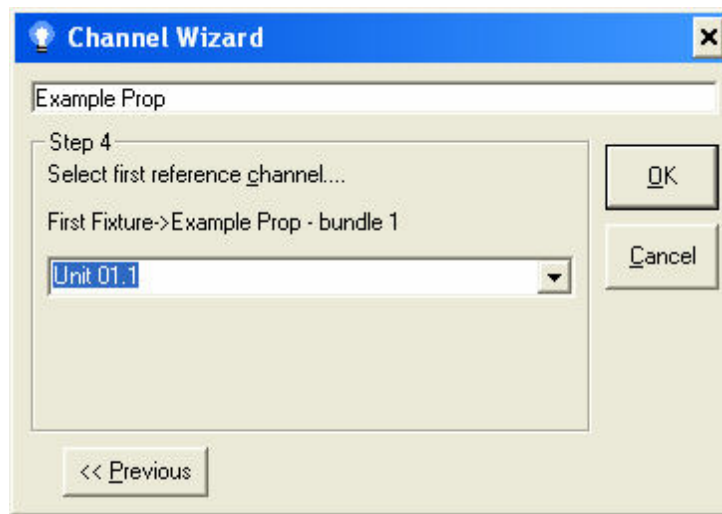 Channel Wizard
Example Prop
Step 4
Select first reference channel....
First Fixture->Example Prop - bundle 1
Unit 01.1
OK
Cancel
<< Previous